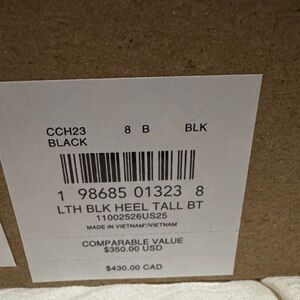 CCH23 8 B BLK
BLACK
1 98685 01323 8
LTH BLK HEEL TALL BT
11002526US25
MADE IN VIETNAM*/VIETNAM
COMPARABLE VALUE
$350.00 USD
$430.00 CAD